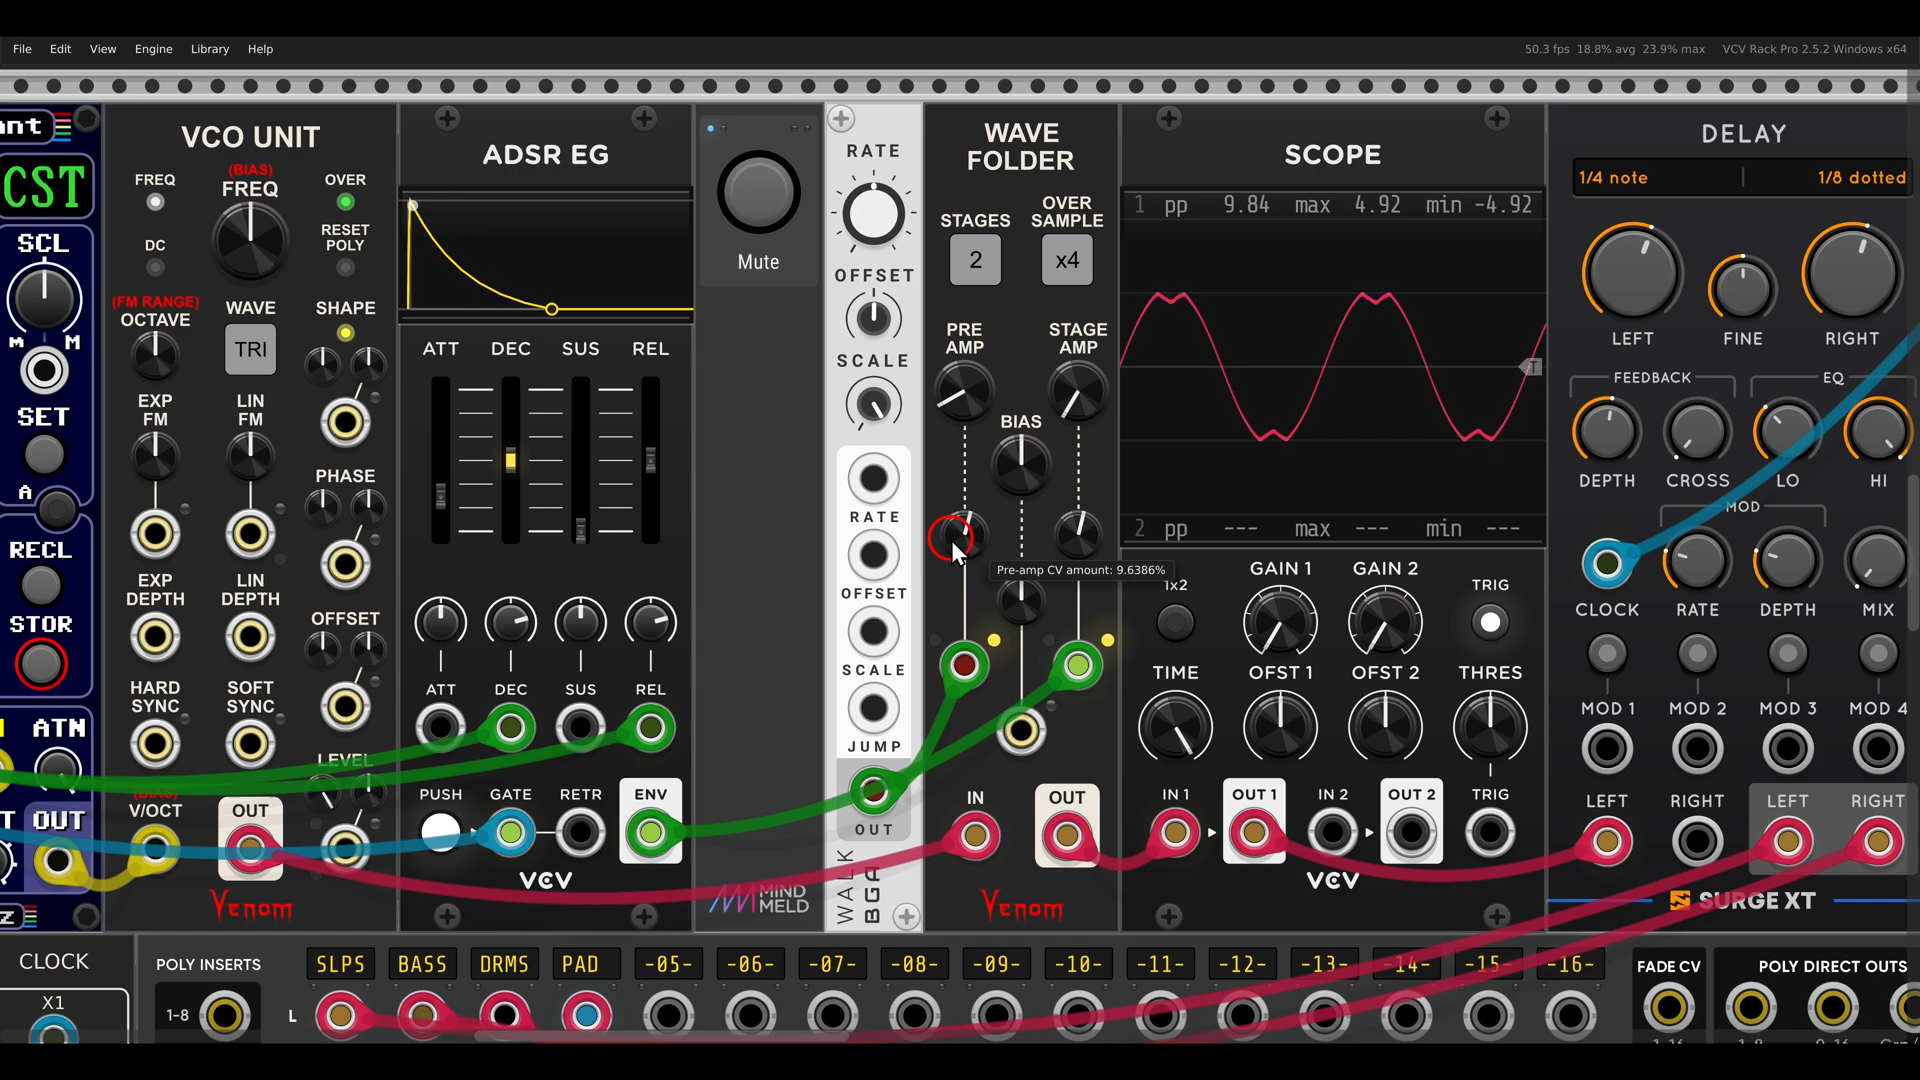 File Edit View Engine Library Help
50.3 fps 18.8% avg 23.9% max VCV Rack Pro 2.5.2 Windows x64
CST
SCL
m M
SET
A
RECL
STOR
ATN
OUT
VCO UNIT
FREQ
(BIAS)
FREQ
OVER
DC
RESET
POLY
(FM RANGE)
OCTAVE
WAVE
SHAPE
TRI
EXP
FM
LIN
FM
PHASE
EXP
DEPTH
LIN
DEPTH
OFFSET
HARD
SYNC
SOFT
SYNC
LEVEL
(BIAS)
V/OCT
OUT
Venom
ADSR EG
ATT DEC SUS REL
ATT DEC SUS REL
PUSH GATE RETR ENV
VCV
Mute
MIND
MELD
RATE
OFFSET
SCALE
RATE
OFFSET
SCALE
JUMP
OUT
WALK
BGA
WAVE
FOLDER
STAGES
OVER
SAMPLE
2 x4
PRE
AMP
STAGE
AMP
BIAS
Pre-amp CV amount: 9.6386%
IN OUT
Venom
SCOPE
1 pp 9.84 max 4.92 min -4.92
2 pp --- max --- min ---
1x2 GAIN 1 GAIN 2 TRIG
TIME OFST 1 OFST 2 THRES
IN 1 OUT 1 IN 2 OUT 2 TRIG
VCV
DELAY
1/4 note 1/8 dotted
LEFT FINE RIGHT
FEEDBACK EQ
DEPTH CROSS LO HI
MOD
CLOCK RATE DEPTH MIX
MOD 1 MOD 2 MOD 3 MOD 4
LEFT RIGHT LEFT RIGHT
SURGE XT
CLOCK
X1
POLY INSERTS
1-8
SLPS BASS DRMS PAD -05- -06- -07- -08- -09- -10- -11- -12- -13- -14- -15- -16-
L
FADE CV
POLY DIRECT OUTS